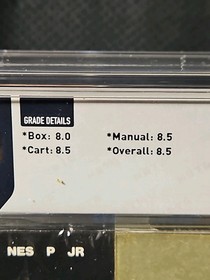 GRADE DETAILS
*Box: 8.0 *Manual: 8.5
*Cart: 8.5 *Overall: 8.5
NES P JR